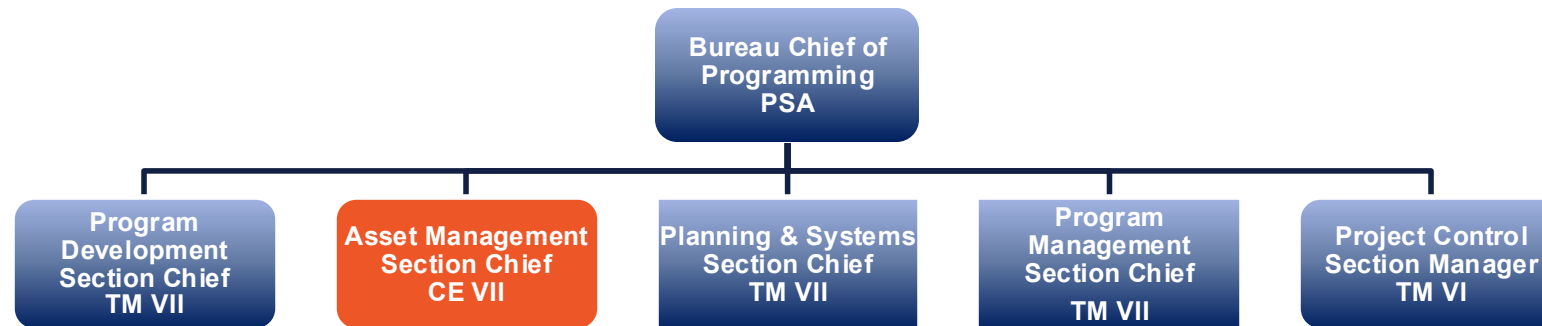 Bureau Chief of
Programming
PSA
Program
Development
Section Chief
TM VII
Asset Management
Section Chief
CE VII
Planning & Systems
Section Chief
TM VII
Program
Management
Section Chief
TM VII
Project Control
Section Manager
TM VI